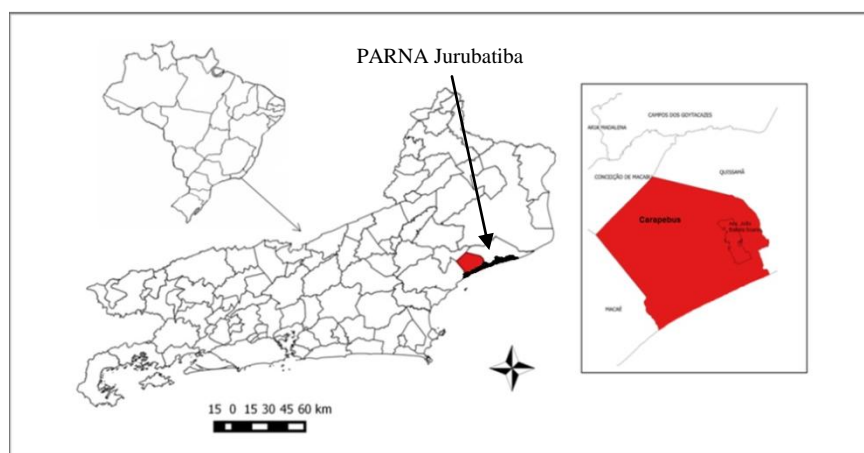 PARNA Jurubatiba
CAMPOS DOS GOYTACAZES
CONCEIÇÃO DE MACABU
QUISSAMÃ
Carapebus
MACAÉ
15 0 15 30 45 60 km